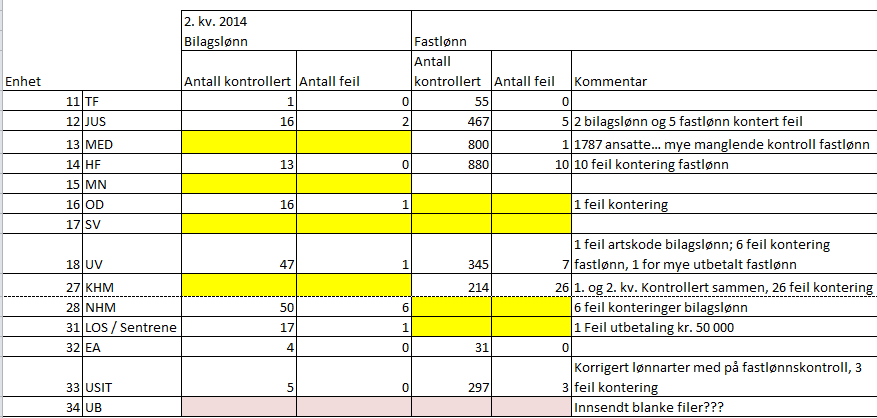 2. kv. 2014
Bilagslønn Fastlønn
Enhet Antall kontrollert Antall feil Antall kontrollert Antall feil Kommentar
11 TF 1 0 55 0
12 JUS 16 2 467 5 2 bilagslønn og 5 fastlønn kontert feil
13 MED 800 1 1787 ansatte... mye manglende kontroll fastlønn
14 HF 13 0 880 10 10 feil kontering fastlønn
15 MN
16 OD 16 1 1 feil kontering
17 SV
18 UV 47 1 345 7 1 feil artskode bilagslønn; 6 feil kontering
fastlønn, 1 for mye utbetalt fastlønn
27 KHM 214 26 1. og 2. kv. Kontrollert sammen, 26 feil kontering
28 NHM 50 6 6 feil konteringer bilagslønn
31 LOS / Sentrene 17 1 1 Feil utbetaling kr. 50 000
32 EA 4 0 31 0
33 USIT 5 0 297 3 Korrigert lønnarter med på fastlønnskontroll, 3
feil kontering
34 UB Innsendt blanke filer???